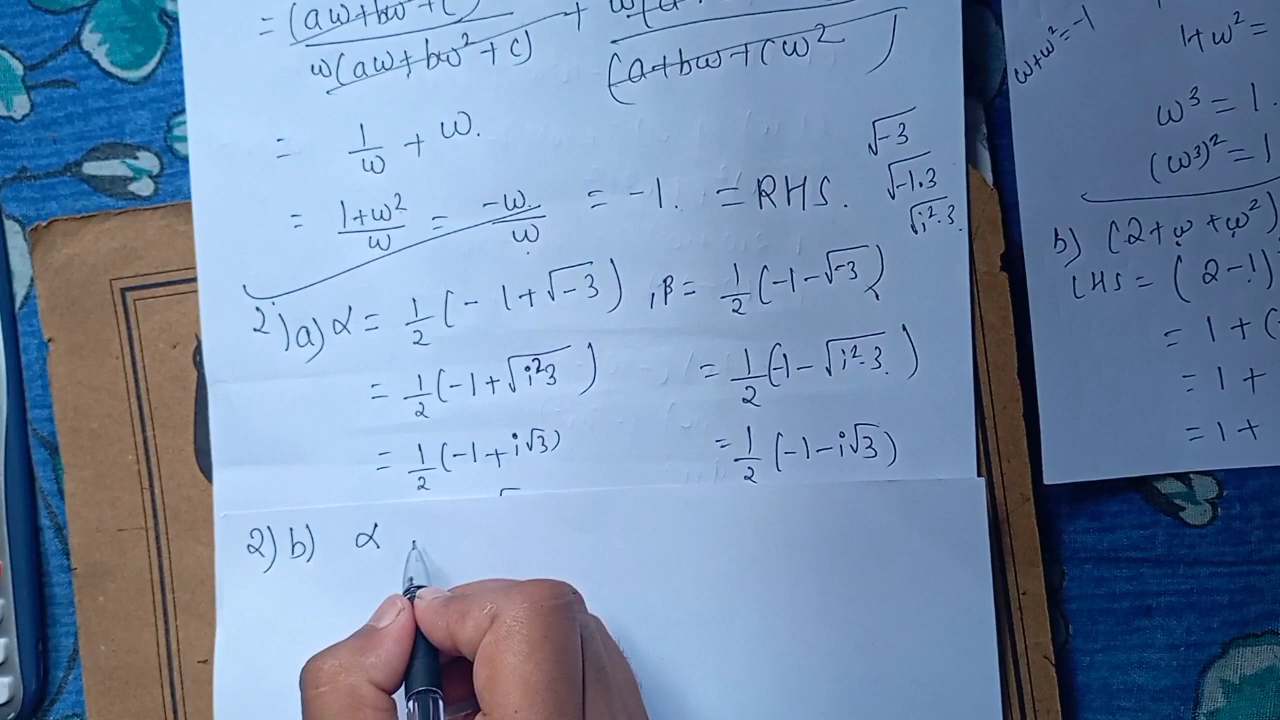 = (aω+bω²+c)/ω(aω+bω²+c) + ω(a/(a+bω+cω²)
= 1/ω + ω.
= 1+ω²/ω = -ω/ω = -1. = RHS.
√-3
√-1.3
√i².3.
2) a) α = 1/2 (-1+√-3) , β = 1/2 (-1-√-3)
= 1/2 (-1+√i²3) = 1/2 (-1-√i².3.)
= 1/2 (-1+i√3) = 1/2 (-1-i√3)
2) b) α
ω+ω²=-1
1+ω² =
ω³ = 1.
(ω³)² = 1
b) (2+ω+ω²)
LHS = (2-1)
= 1 + (
= 1 +
= 1 +